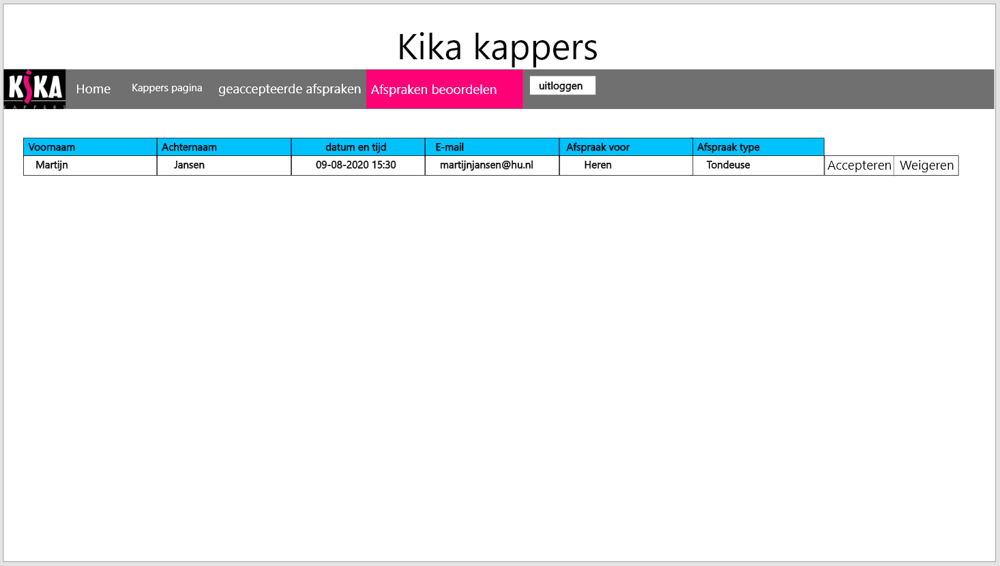 Kika kappers
KiKA
KAPPERS
Home Kappers pagina geaccepteerde afspraken Afspraken beoordelen uitloggen
Voornaam Achternaam datum en tijd E-mail Afspraak voor Afspraak type
Martijn Jansen 09-08-2020 15:30 martijnjansen@hu.nl Heren Tondeuse Accepteren Weigeren